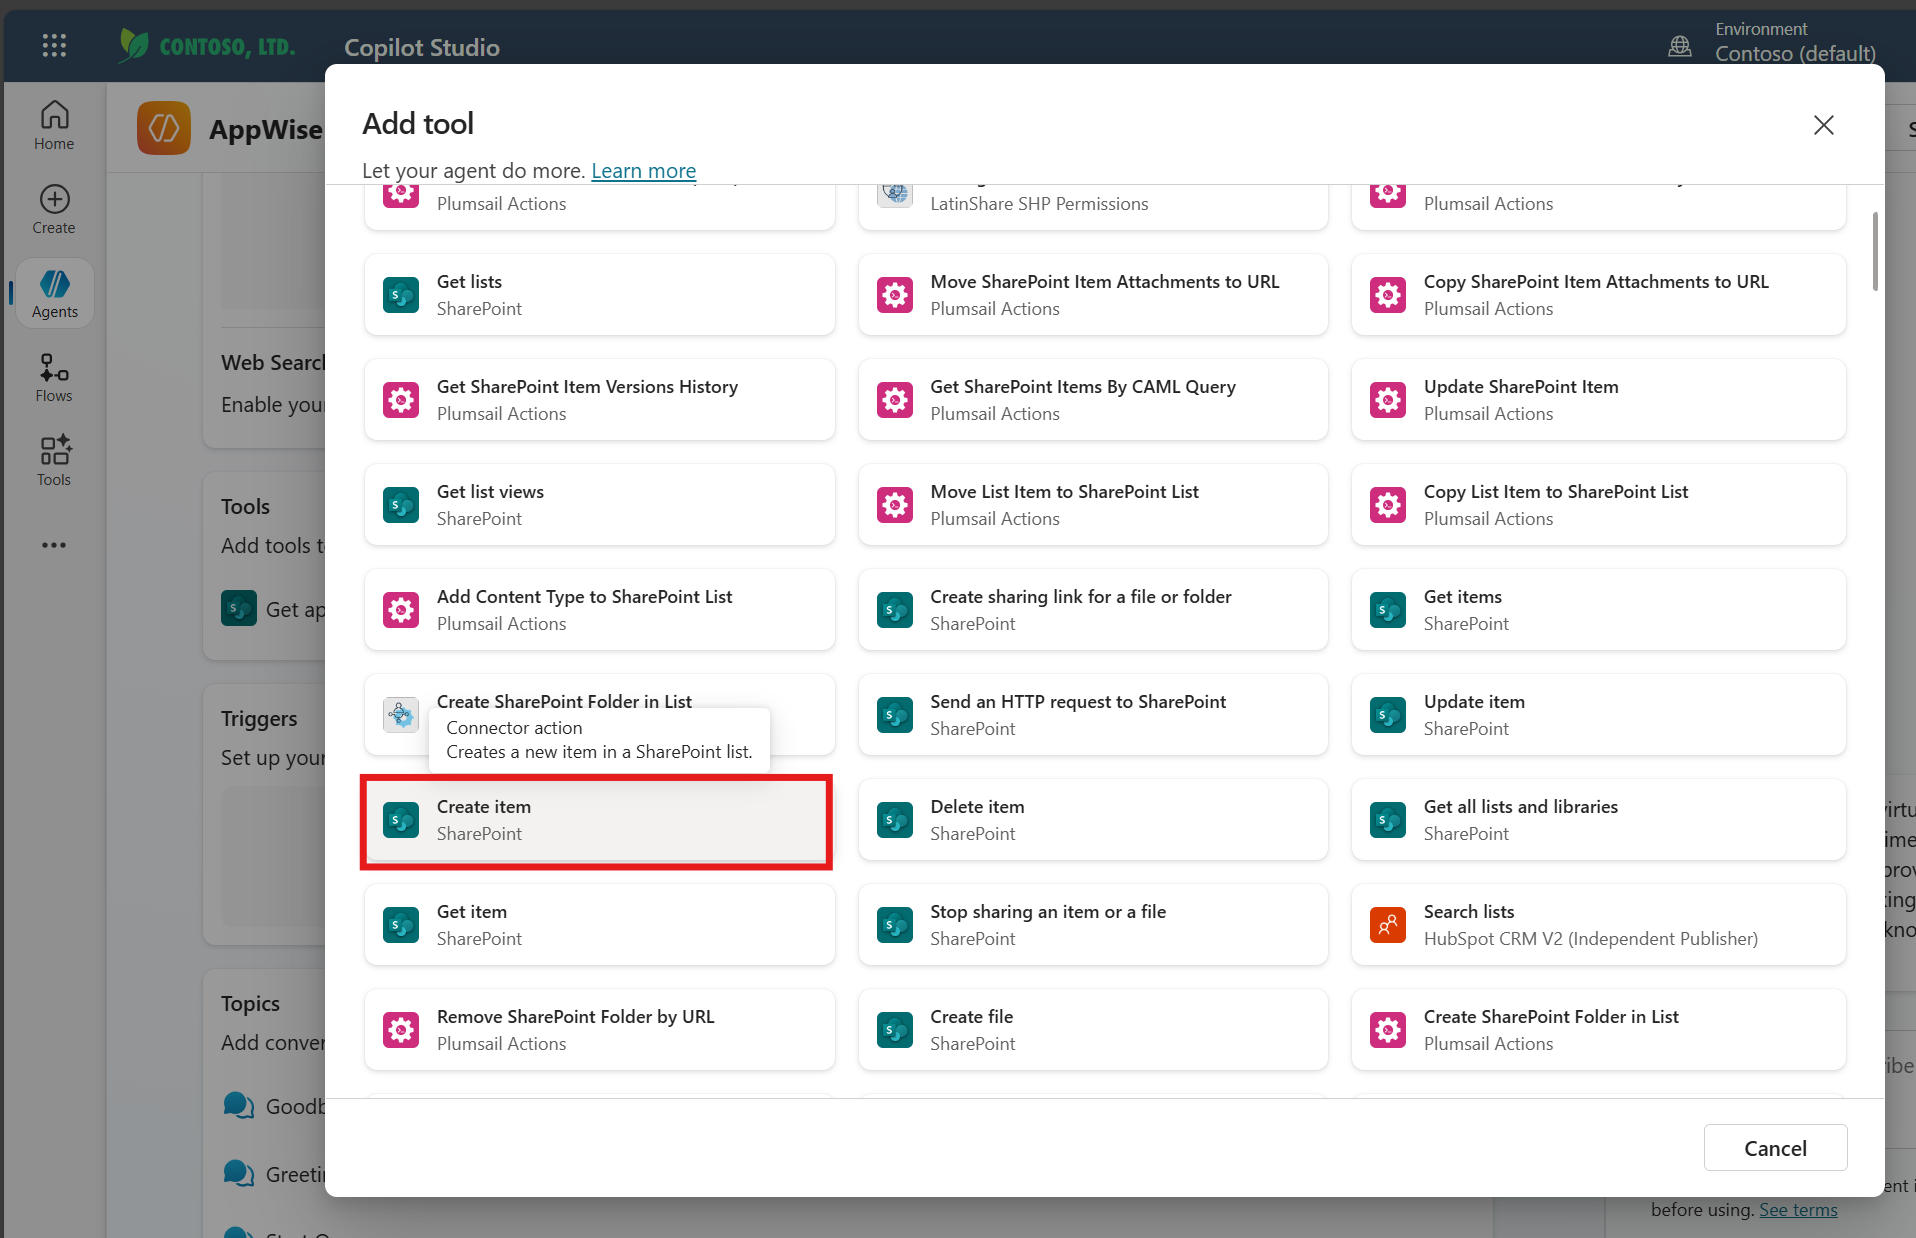 CONTOSO, LTD.
Copilot Studio
Environment
Contoso (default)
Home
Create
Agents
Flows
Tools
AppWise
Web Search
Enable your
Tools
Add tools
Get ap
Triggers
Set up your
Topics
Add conver
Goodb
Greetin
Add tool
Let your agent do more. Learn more
Plumsail Actions
LatinShare SHP Permissions
Plumsail Actions
Get lists
SharePoint
Move SharePoint Item Attachments to URL
Plumsail Actions
Copy SharePoint Item Attachments to URL
Plumsail Actions
Get SharePoint Item Versions History
Plumsail Actions
Get SharePoint Items By CAML Query
Plumsail Actions
Update SharePoint Item
Plumsail Actions
Get list views
SharePoint
Move List Item to SharePoint List
Plumsail Actions
Copy List Item to SharePoint List
Plumsail Actions
Add Content Type to SharePoint List
Plumsail Actions
Create sharing link for a file or folder
SharePoint
Get items
SharePoint
Create SharePoint Folder in List
Connector action
Creates a new item in a SharePoint list.
Send an HTTP request to SharePoint
SharePoint
Update item
SharePoint
Create item
SharePoint
Delete item
SharePoint
Get all lists and libraries
SharePoint
Get item
SharePoint
Stop sharing an item or a file
SharePoint
Search lists
HubSpot CRM V2 (Independent Publisher)
Remove SharePoint Folder by URL
Plumsail Actions
Create file
SharePoint
Create SharePoint Folder in List
Plumsail Actions
Cancel
before using. See terms